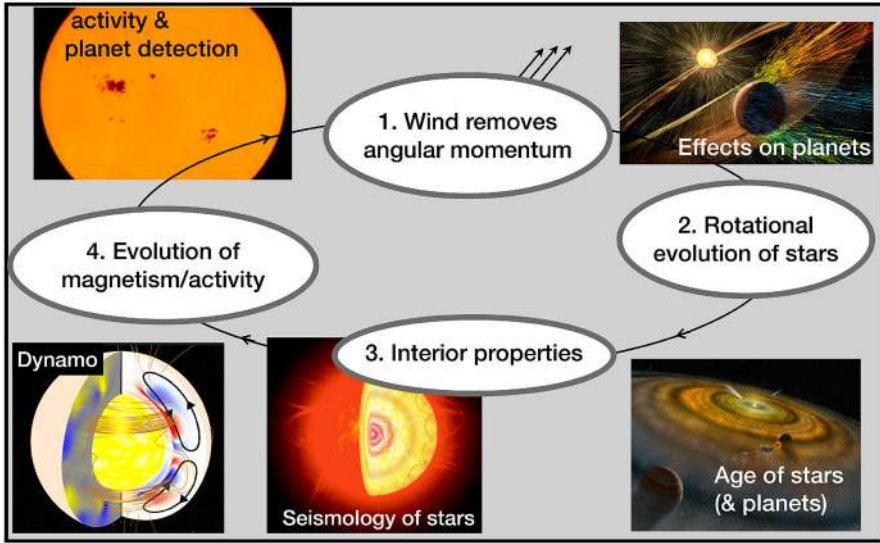 activity &
planet detection
1. Wind removes
angular momentum
Effects on planets
2. Rotational
evolution of stars
4. Evolution of
magnetism/activity
3. Interior properties
Dynamo
Seismology of stars
Age of stars
(& planets)